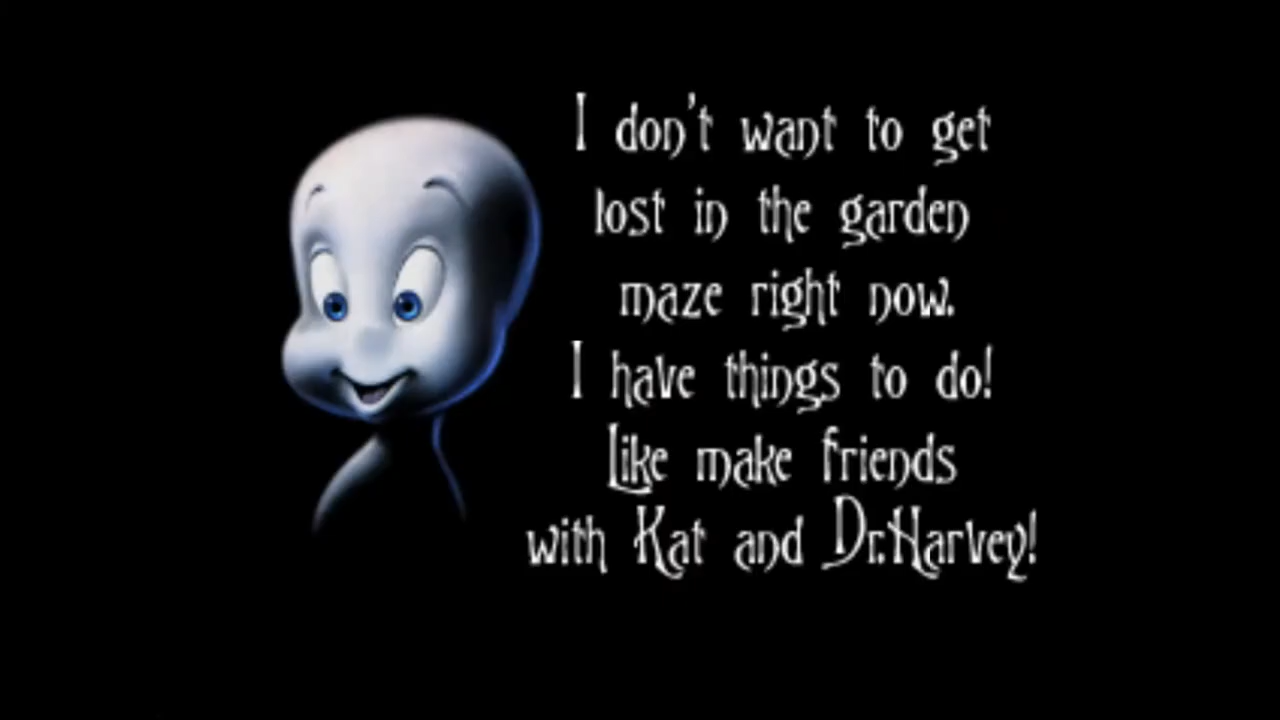 I don't want to get
lost in the garden
maze right now.
I have things to do!
Like make friends
with Kat and Dr.Harvey!